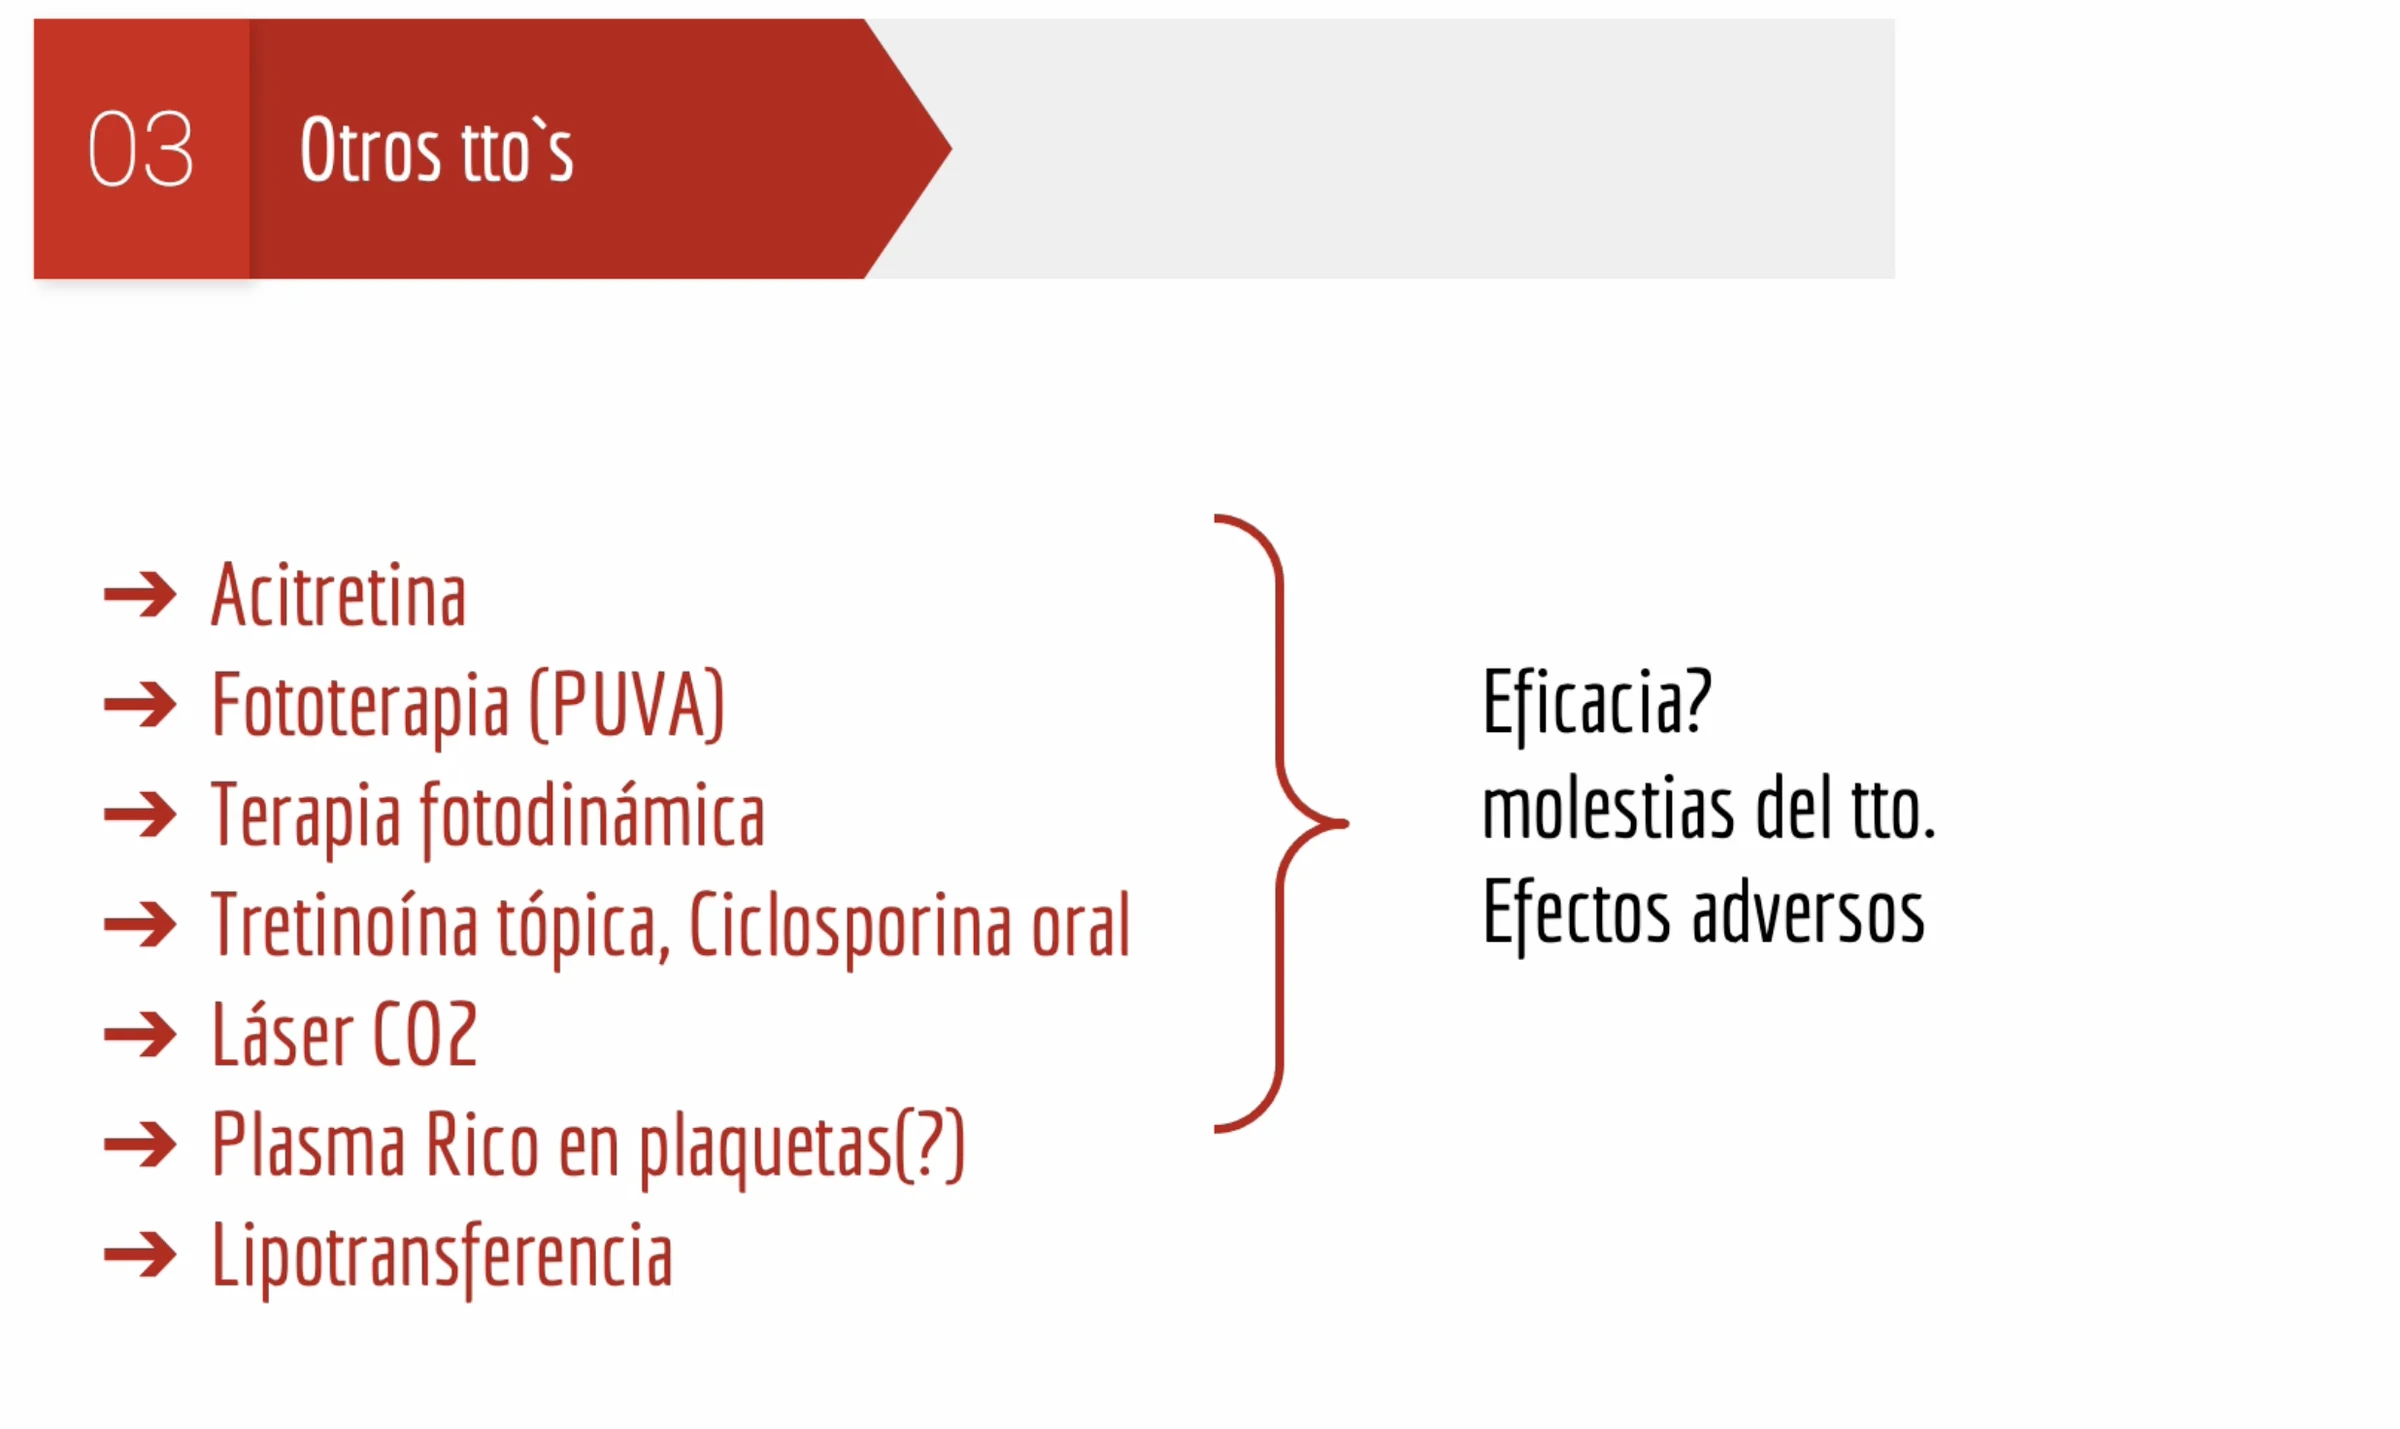 03
Otros tto`s
Acitretina
Fototerapia (PUVA)
Terapia fotodinámica
Tretinoína tópica, Ciclosporina oral
Láser CO2
Plasma Rico en plaquetas(?)
Lipotransferencia
Eficacia?
molestias del tto.
Efectos adversos